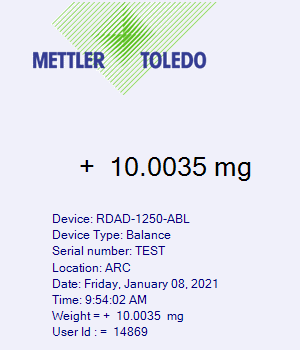 METTLER TOLEDO
+ 10.0035 mg
Device: RDAD-1250-ABL
Device Type: Balance
Serial number: TEST
Location: ARC
Date: Friday, January 08, 2021
Time: 9:54:02 AM
Weight = + 10.0035 mg
User Id : = 14869